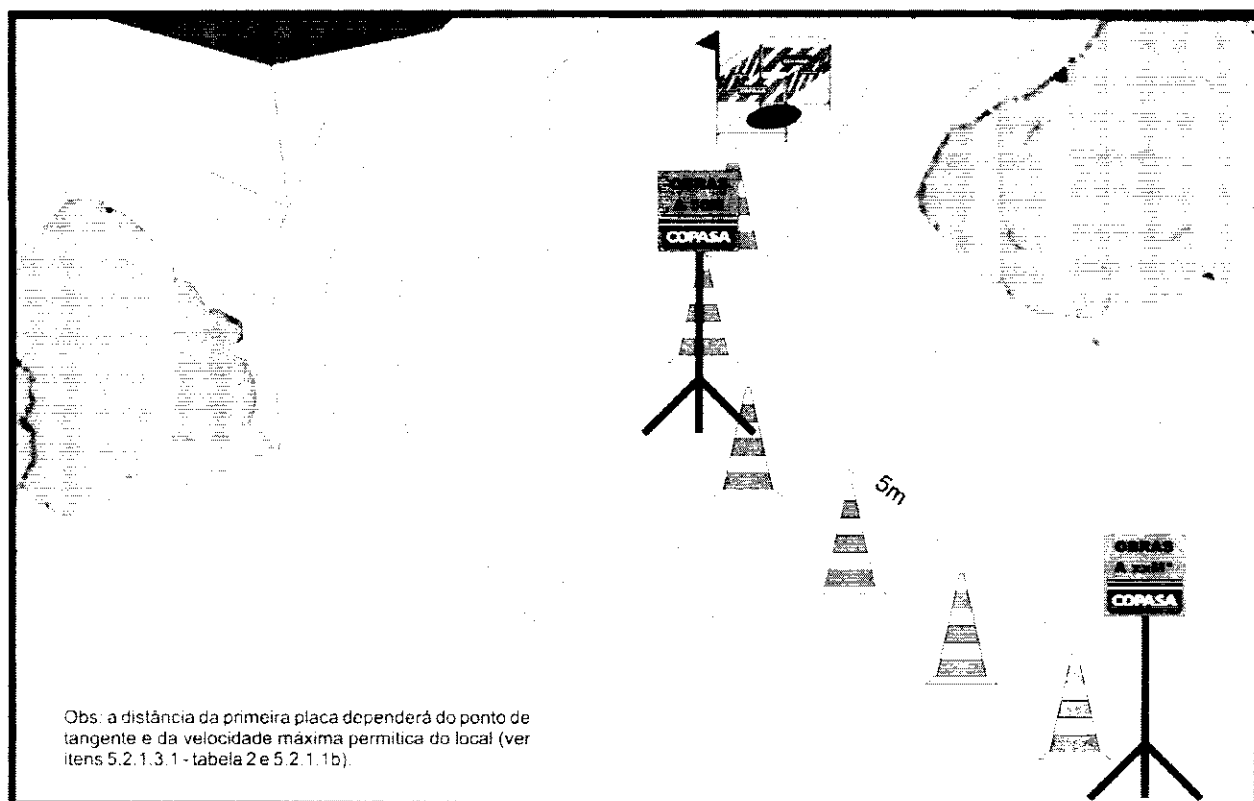 OBRAS
COPASA
5m
OBRAS
A xxM*
COPASA
Obs: a distância da primeira placa dependerá do ponto de
tangente e da velocidade máxima permitica do local (ver
itens 5.2.1.3.1 - tabela 2 e 5.2.1.1b).